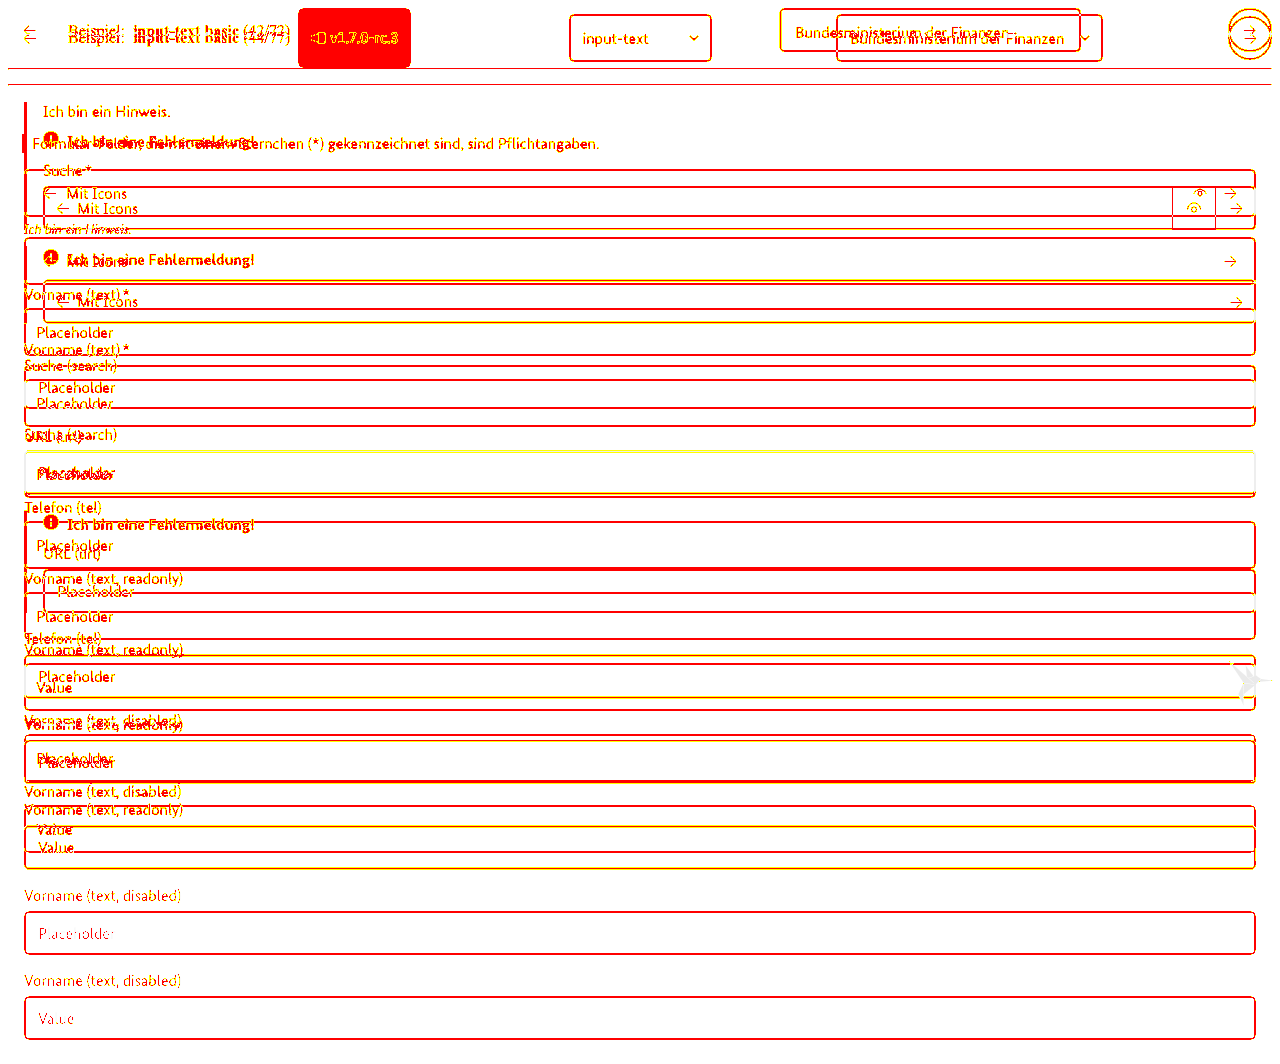 Beispiel: input-text basic
v1.7.0-rc.3
input-text
Bundesministerium der Finanzen
Ich bin ein Hinweis.
Ich bin eine Fehlermeldung!
Formular-Felder, die mit einem Sternchen (*) gekennzeichnet sind, sind Pflichtangaben.
Suche*
Mit Icons
Mit Icons
Ich bin ein Hinweis.
Ich bin eine Fehlermeldung!
Mit Icons
Mit Icons
Vorname (text) *
Placeholder
Vorname (text) *
Suche (search)
Placeholder
Placeholder
URL (url)
Suche (search)
Placeholder
Placeholder
Telefon (tel)
Ich bin eine Fehlermeldung!
Placeholder
URL (url)
Vorname (text, readonly)
Placeholder
Placeholder
Telefon (tel)
Vorname (text, readonly)
Placeholder
Value
Vorname (text, disabled)
Vorname (text, readonly)
Placeholder
Placeholder
Vorname (text, disabled)
Vorname (text, readonly)
Value
Value
Vorname (text, disabled)
Placeholder
Vorname (text, disabled)
Value